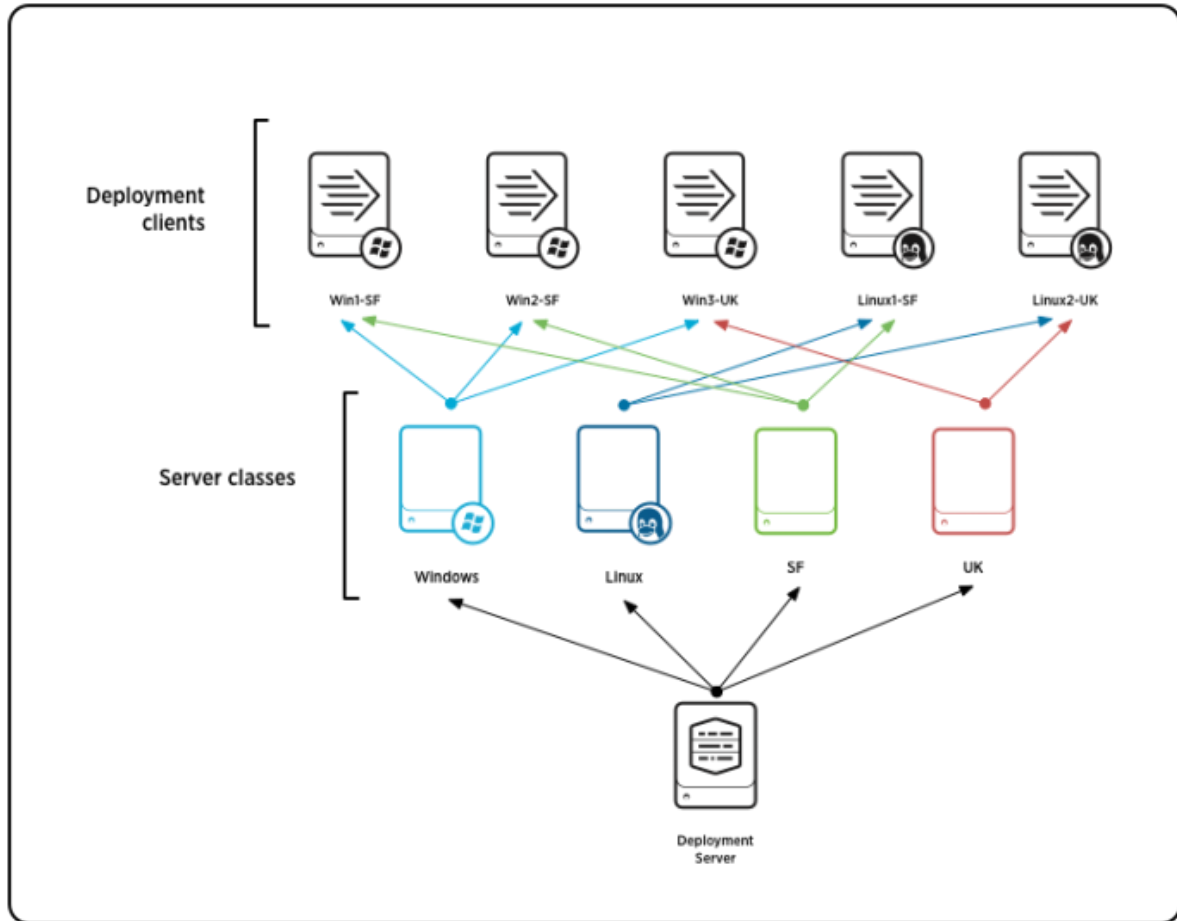 Deployment
clients
Win1-SF
Win2-SF
Win3-UK
Linux1-SF
Linux2-UK
Server classes
Windows
Linux
SF
UK
Deployment
Server